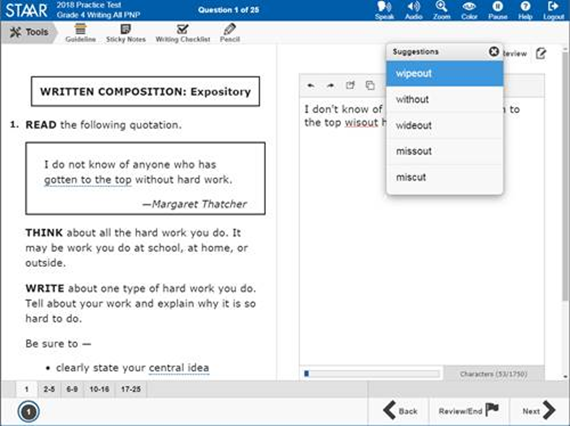 STAAR 2018 Practice Test
Grade 4 Writing All PNP
Question 1 of 25
Speak Audio Zoom Color Pause Help Logout
Tools Guideline Sticky Notes Writing Checklist Pencil
WRITTEN COMPOSITION: Expository
1. READ the following quotation.
I do not know of anyone who has
gotten to the top without hard work.
—Margaret Thatcher
THINK about all the hard work you do. It
may be work you do at school, at home, or
outside.
WRITE about one type of hard work you do.
Tell about your work and explain why it is so
hard to do.
Be sure to —
• clearly state your central idea
Suggestions
wipeout
without
wideout
missout
miscut
I don't know of
to
the top wisout
Characters (53/1750)
1 2-5 6-9 10-16 17-25
1
Back Review/End Next